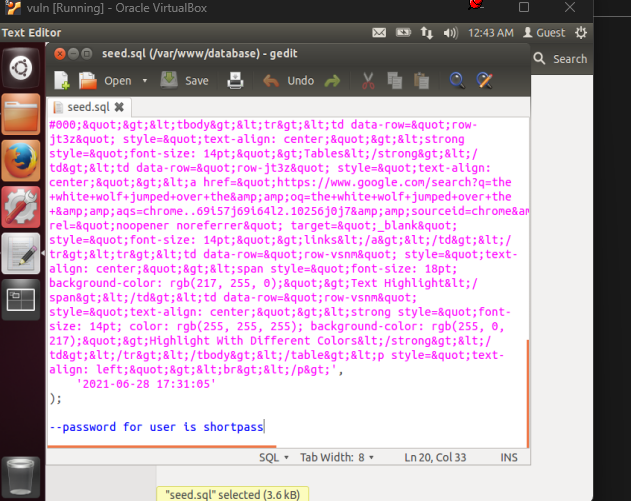 vuln [Running] - Oracle VirtualBox
Text Editor
12:43 AM
Guest
seed.sql (/var/www/database) - gedit
Open
Save
Undo
Search
seed.sql
#000;&quot;&gt;&lt;tbody&gt;&lt;tr&gt;&lt;td data-row=&quot;row-
jt3z&quot; style=&quot;text-align: center;&quot;&gt;&lt;strong
style=&quot;font-size: 14pt;&quot;&gt;Tables&lt;/strong&gt;&lt;/
td&gt;&lt;td data-row=&quot;row-jt3z&quot; style=&quot;text-align:
center;&quot;&gt;&lt;a href=&quot;https://www.google.com/search?q=the
+white+wolf+jumped+over+the&amp;amp;oq=the+white+wolf+jumped+over+the
+&amp;amp;aqs=chrome..69i57j69i64l2.10256j0j7&amp;amp;sourceid=chrome&am
rel=&quot;noopener noreferrer&quot; target=&quot;_blank&quot;
style=&quot;font-size: 14pt;&quot;&gt;links&lt;/a&gt;&lt;/td&gt;&lt;/
tr&gt;&lt;tr&gt;&lt;td data-row=&quot;row-vsnm&quot; style=&quot;text-
align: center;&quot;&gt;&lt;span style=&quot;font-size: 18pt;
background-color: rgb(217, 255, 0);&quot;&gt;Text Highlight&lt;/
span&gt;&lt;/td&gt;&lt;td data-row=&quot;row-vsnm&quot;
style=&quot;text-align: center;&quot;&gt;&lt;strong style=&quot;font-
size: 14pt; color: rgb(255, 255, 255); background-color: rgb(255, 0,
217);&quot;&gt;Highlight With Different Colors&lt;/strong&gt;&lt;/
td&gt;&lt;/tr&gt;&lt;/tbody&gt;&lt;/table&gt;&lt;p style=&quot;text-
align: left;&quot;&gt;&lt;br&gt;&lt;/p&gt;',
'2021-06-28 17:31:05'
);
--password for user is shortpass
SQL
Tab Width: 8
Ln 20, Col 33
INS
"seed.sql" selected (3.6 kB)